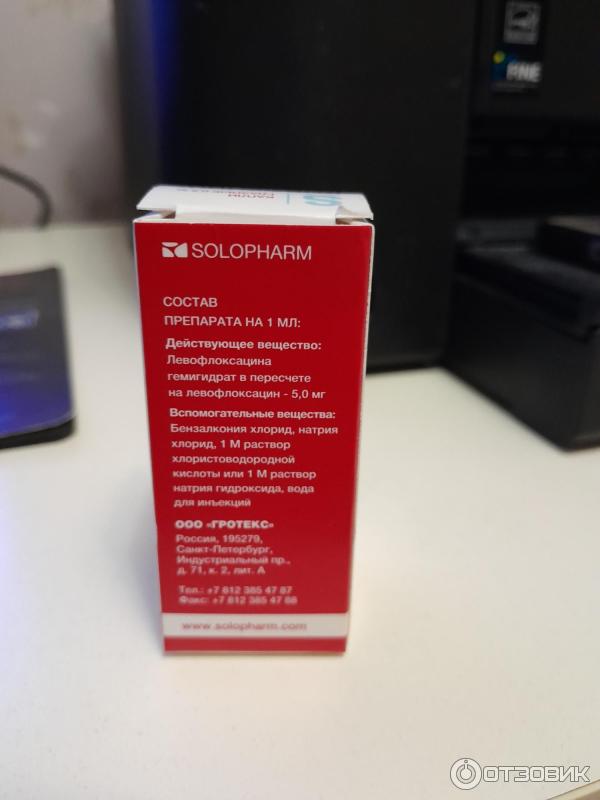 КАПЛИ
SOLOPHARM
СОСТАВ
ПРЕПАРАТА НА 1 МЛ:
Действующее вещество:
Левофлоксацина
гемигидрат в пересчете
на левофлоксацин - 5,0 мг
Вспомогательные вещества:
Бензалкония хлорид, натрия
хлорид, 1 М раствор
хлористоводородной
кислоты или 1 М раствор
натрия гидроксида, вода
для инъекций
ООО «ГРОТЕКС»
Россия, 195279,
Санкт-Петербург,
Индустриальный пр.,
д. 71, к. 2, лит. А
Тел.: +7 812 385 47 87
Факс: +7 812 385 47 88
www.solopharm.com
ОТЗОВИК